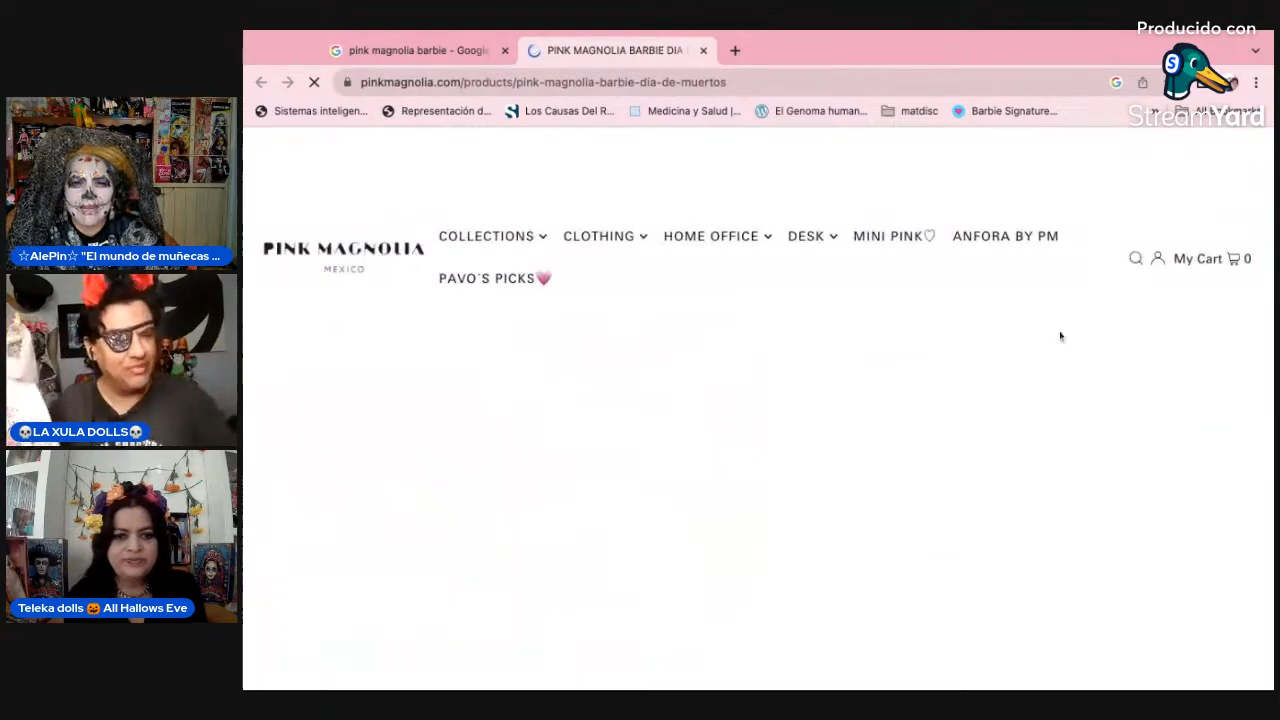 Producido con
StreamYard
pink magnolia barbie - Google
PINK MAGNOLIA BARBIE DIA
pinkmagnolia.com/products/pink-magnolia-barbie-dia-de-muertos
Sistemas inteligen...
Representación d...
Los Causas Del R...
Medicina y Salud |...
El Genoma human...
matdisc
Barbie Signature...
PINK MAGNOLIA
MEXICO
COLLECTIONS
CLOTHING
HOME OFFICE
DESK
MINI PINK♡
ANFORA BY PM
PAVO´S PICKS💗
My Cart 0
☆AlePin☆ "El mundo de muñecas ...
💀LA XULA DOLLS💀
Teleka dolls 🎃 All Hallows Eve